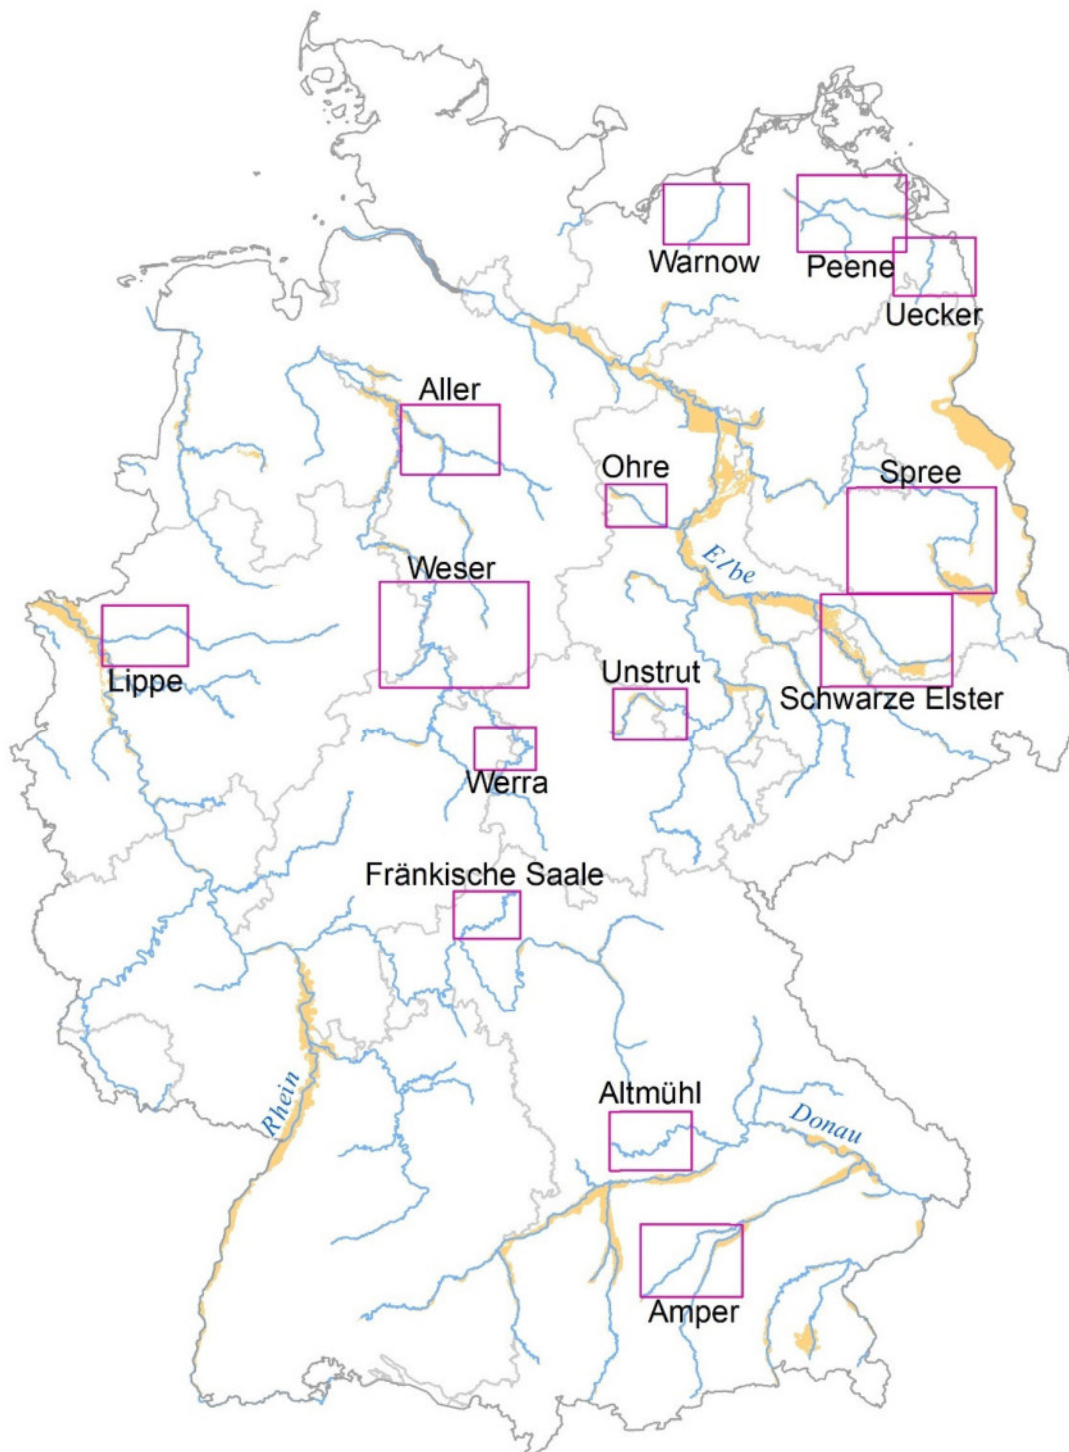 Warnow
Peene
Uecker
Aller
Ohre
Spree
Elbe
Weser
Lippe
Unstrut
Schwarze Elster
Werra
Fränkische Saale
Rhein
Altmühl
Donau
Amper